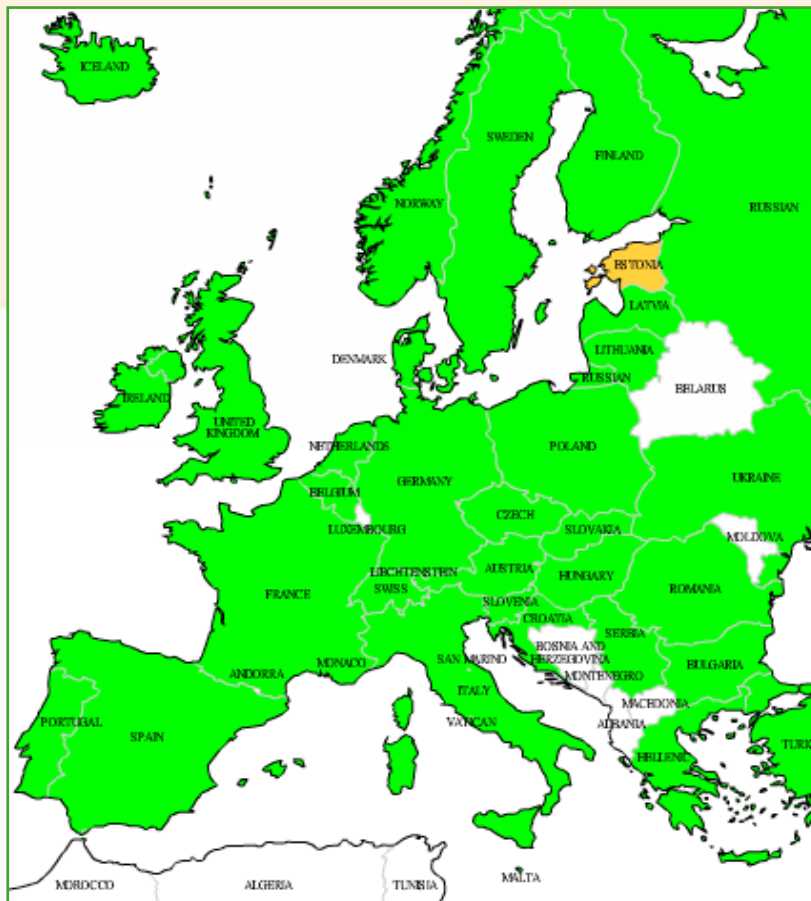 ICELAND
SWEDEN
FINLAND
NORWAY
RUSSIAN
ESTONIA
LATVIA
DENMARK
LITHUANIA
RUSSIAN
BELARUS
IRELAND
UNITED
KINGDOM
NETHERLANDS
POLAND
GERMANY
UKRAINE
BELGIUM
CZECH
LUXEMBOURG
SLOVAKIA
MOLDOVA
LIECHTENSTEIN
AUSTRIA
HUNGARY
SWISS
ROMANIA
FRANCE
SLOVENIA
CROATIA
SERBIA
BOSNIA AND
HERZEGOVINA
SAN MARINO
MONACO
BULGARIA
ANDORRA
MONTENEGRO
ITALY
MACEDONIA
PORTUGAL
VATICAN
ALBANIA
SPAIN
TURK
HELLENIC
MALTA
MOROCCO
ALGERIA
TUNISIA